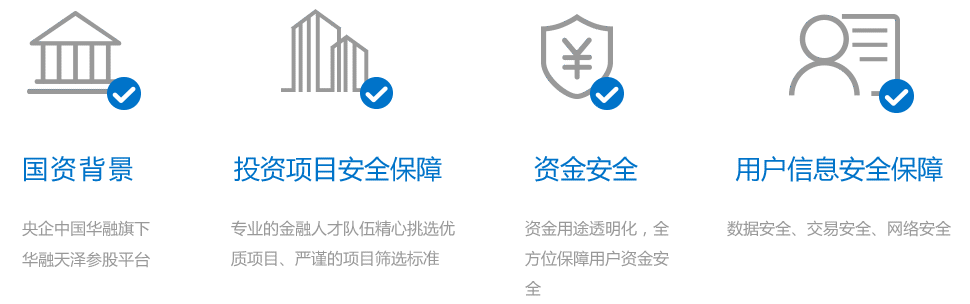 国资背景
央企中国华融旗下
华融天泽参股平台
投资项目安全保障
专业的金融人才队伍精心挑选优
质项目、严谨的项目筛选标准
资金安全
资金用途透明化，全
方位保障用户资金安
全
用户信息安全保障
数据安全、交易安全、网络安全